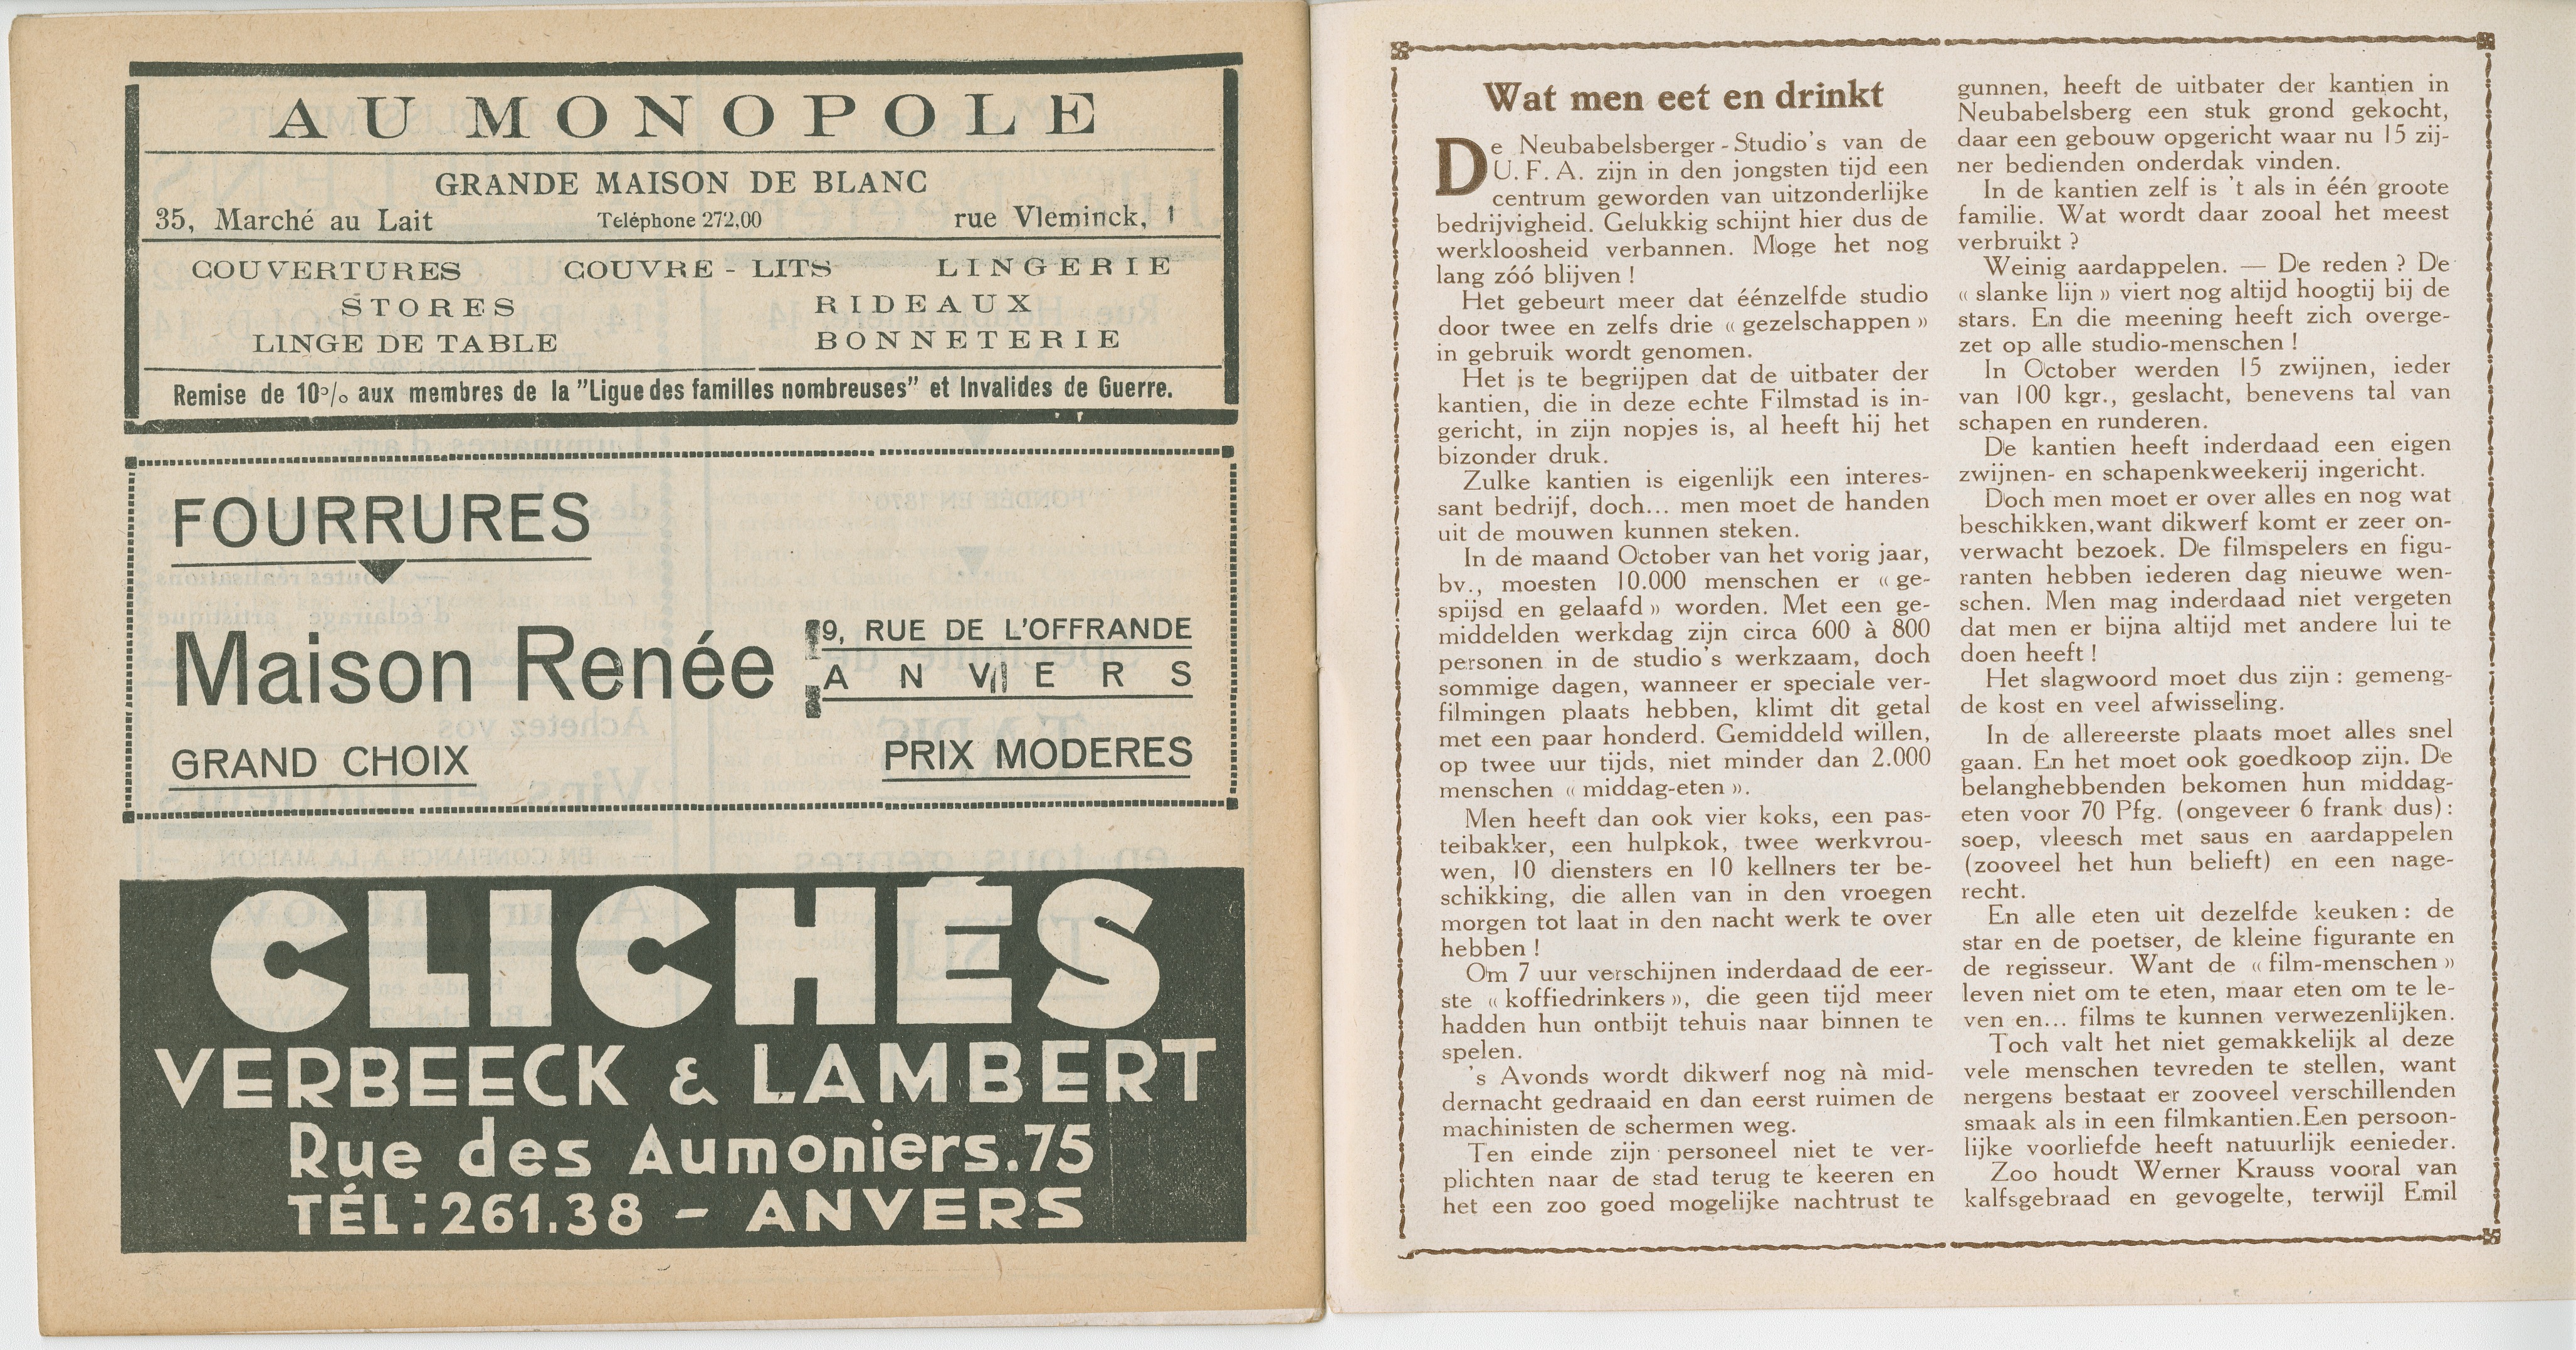 AU MONOPOLE
GRANDE MAISON DE BLANC
35, Marché au Lait Teléphone 272,00 rue Vleminck, 1
COUVERTURES COUVRE - LITS LINGERIE
STORES RIDEAUX
LINGE DE TABLE BONNETERIE
Remise de 10% aux membres de la "Ligue des familles nombreuses" et Invalides de Guerre.
FOURRURES
Maison Renée
9, RUE DE L'OFFRANDE
ANVERS
GRAND CHOIX PRIX MODERES
CLICHÉS
VERBEECK & LAMBERT
Rue des Aumoniers.75
TÉL: 261.38 - ANVERS
Wat men eet en drinkt
De Neubabelsberger-Studio's van de
U. F. A. zijn in den jongsten tijd een
centrum geworden van uitzonderlijke
bedrijvigheid. Gelukkig schijnt hier dus de
werkloosheid verbannen. Moge het nog
lang zóó blijven !
Het gebeurt meer dat éénzelfde studio
door twee en zelfs drie « gezelschappen »
in gebruik wordt genomen.
Het is te begrijpen dat de uitbater der
kantien, die in deze echte Filmstad is in-
gericht, in zijn nopjes is, al heeft hij het
bizonder druk.
Zulke kantien is eigenlijk een interes-
sant bedrijf, doch... men moet de handen
uit de mouwen kunnen steken.
In de maand October van het vorig jaar,
bv., moesten 10.000 menschen er « ge-
spijsd en gelaafd » worden. Met een ge-
middelden werkdag zijn circa 600 à 800
personen in de studio's werkzaam, doch
sommige dagen, wanneer er speciale ver-
filmingen plaats hebben, klimt dit getal
met een paar honderd. Gemiddeld willen,
op twee uur tijds, niet minder dan 2.000
menschen « middag-eten ».
Men heeft dan ook vier koks, een pas-
teibakker, een hulpkok, twee werkvrou-
wen, 10 diensters en 10 kellners ter be-
schikking, die allen van in den vroegen
morgen tot laat in den nacht werk te over
hebben !
Om 7 uur verschijnen inderdaad de eer-
ste « koffiedrinkers », die geen tijd meer
hadden hun ontbijt tehuis naar binnen te
spelen.
's Avonds wordt dikwerf nog nà mid-
dernacht gedraaid en dan eerst ruimen de
machinisten de schermen weg.
Ten einde zijn personeel niet te ver-
plichten naar de stad terug te keeren en
het een zoo goed mogelijke nachtrust te
gunnen, heeft de uitbater der kantien in
Neubabelsberg een stuk grond gekocht,
daar een gebouw opgericht waar nu 15 zij-
ner bedienden onderdak vinden.
In de kantien zelf is 't als in één groote
familie. Wat wordt daar zooal het meest
verbruikt ?
Weinig aardappelen. — De reden ? De
« slanke lijn » viert nog altijd hoogtij bij de
stars. En die meening heeft zich overge-
zet op alle studio-menschen !
In October werden 15 zwijnen, ieder
van 100 kgr., geslacht, benevens tal van
schapen en runderen.
De kantien heeft inderdaad een eigen
zwijnen- en schapenkweekerij ingericht.
Doch men moet er over alles en nog wat
beschikken,want dikwerf komt er zeer on-
verwacht bezoek. De filmspelers en figu-
ranten hebben iederen dag nieuwe wen-
schen. Men mag inderdaad niet vergeten
dat men er bijna altijd met andere lui te
doen heeft !
Het slagwoord moet dus zijn : gemeng-
de kost en veel afwisseling.
In de allereerste plaats moet alles snel
gaan. En het moet ook goedkoop zijn. De
belanghebbenden bekomen hun middag-
eten voor 70 Pfg. (ongeveer 6 frank dus) :
soep, vleesch met saus en aardappelen
(zooveel het hun belieft) en een nage-
recht.
En alle eten uit dezelfde keuken : de
star en de poetser, de kleine figurante en
de regisseur. Want de « film-menschen »
leven niet om te eten, maar eten om te le-
ven en... films te kunnen verwezenlijken.
Toch valt het niet gemakkelijk al deze
vele menschen tevreden te stellen, want
nergens bestaat er zooveel verschillenden
smaak als in een filmkantien.Een persoon-
lijke voorliefde heeft natuurlijk eenieder.
Zoo houdt Werner Krauss vooral van
kalfsgebraad en gevogelte, terwijl Emil